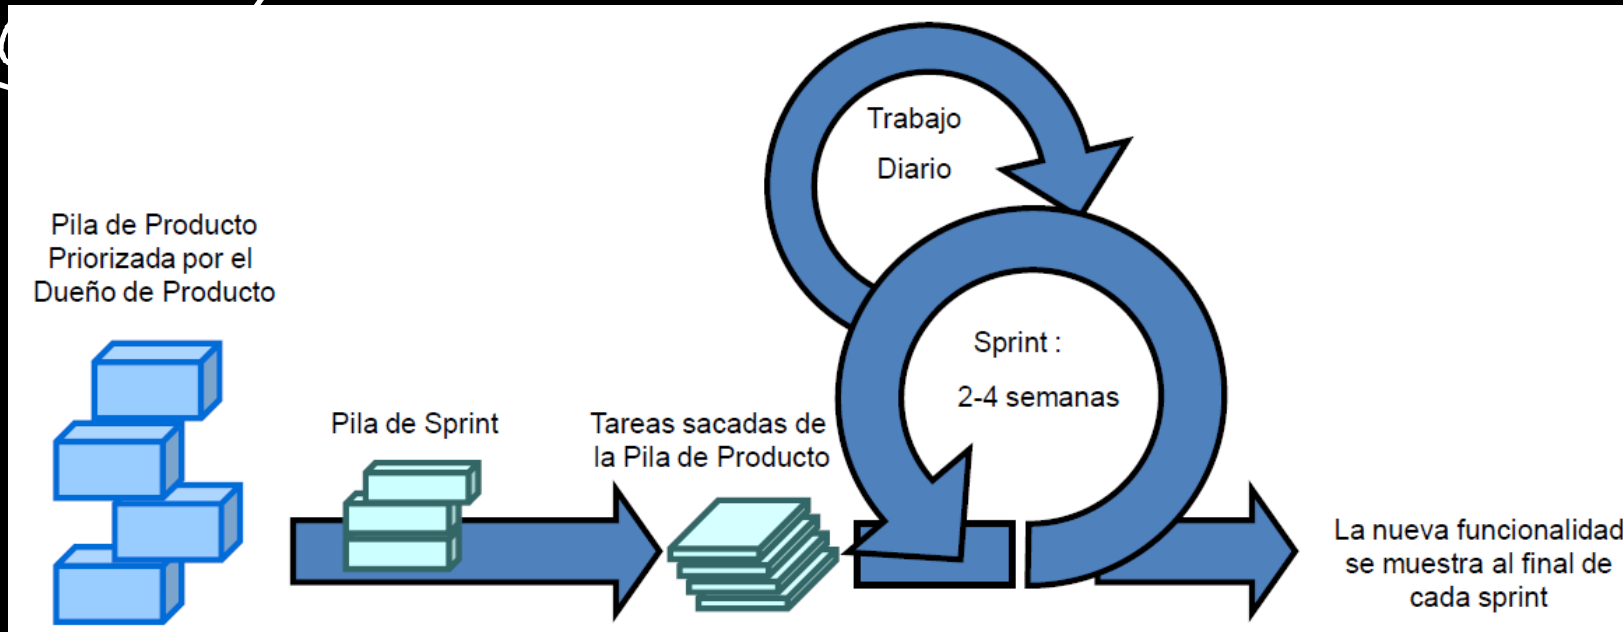 Pila de Producto
Priorizada por el
Dueño de Producto
Pila de Sprint
Tareas sacadas de
la Pila de Producto
Trabajo
Diario
Sprint :
2-4 semanas
La nueva funcionalidad
se muestra al final de
cada sprint